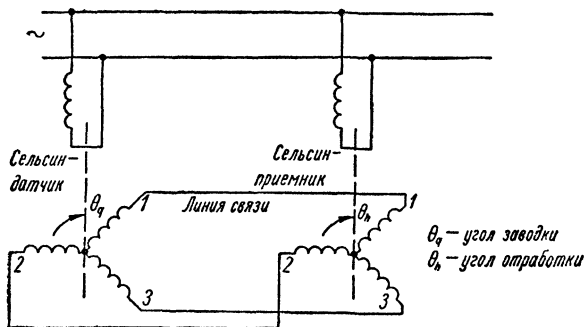 ~
Сельсин-
датчик
Сельсин-
приемник
θq
1
Линия связи
θh
1
2
2
3
3
θq — угол заводки
θh — угол отработки